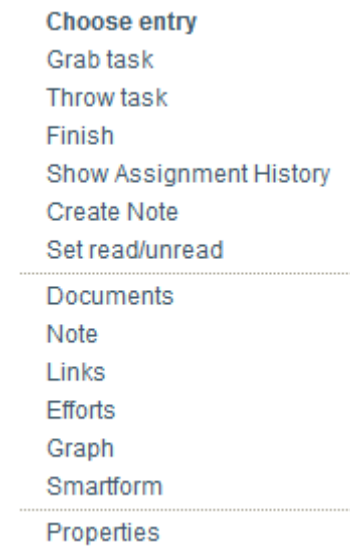 Choose entry
Grab task
Throw task
Finish
Show Assignment History
Create Note
Set read/unread
Documents
Note
Links
Efforts
Graph
Smartform
Properties